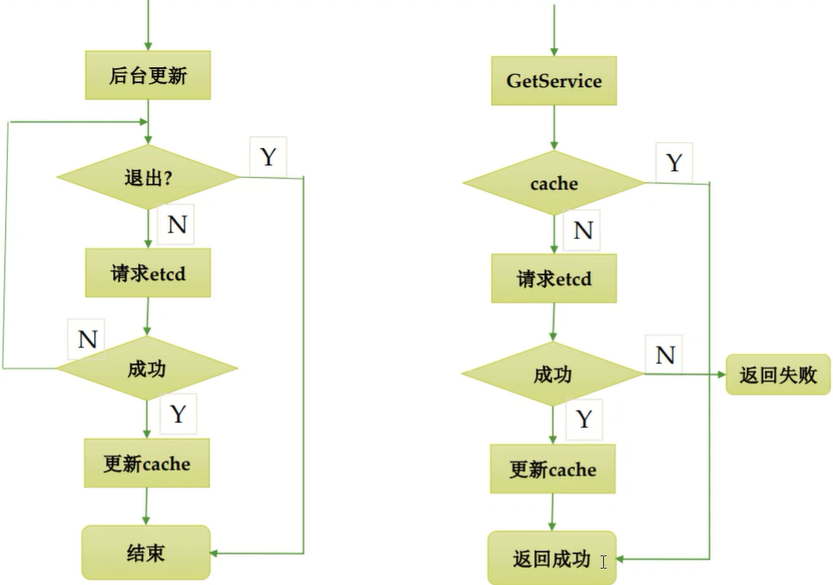 后台更新
退出?
Y
N
请求etcd
N
成功
Y
更新cache
结束
GetService
cache
Y
N
请求etcd
成功
N
返回失败
Y
更新cache
返回成功